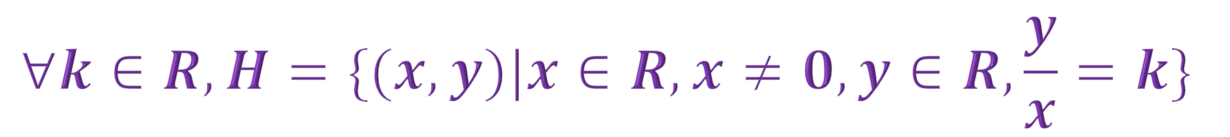 ∀k ∈ R, H = {(x, y)|x ∈ R, x ≠ 0, y ∈ R, y/x = k}